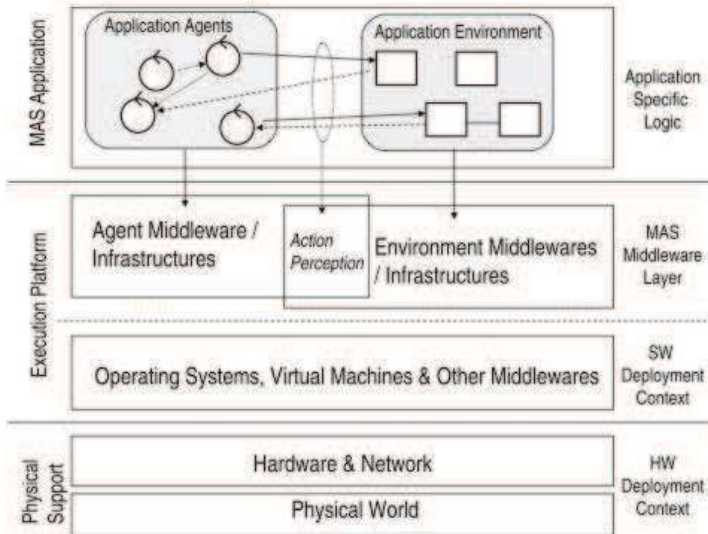 Application Agents
Application Environment
MAS Application
Application
Specific
Logic
Agent Middleware /
Infrastructures
Action
Perception
Environment Middlewares
/ Infrastructures
MAS
Middleware
Layer
Execution Platform
Operating Systems, Virtual Machines & Other Middlewares
SW
Deployment
Context
Physical
Support
Hardware & Network
Physical World
HW
Deployment
Context